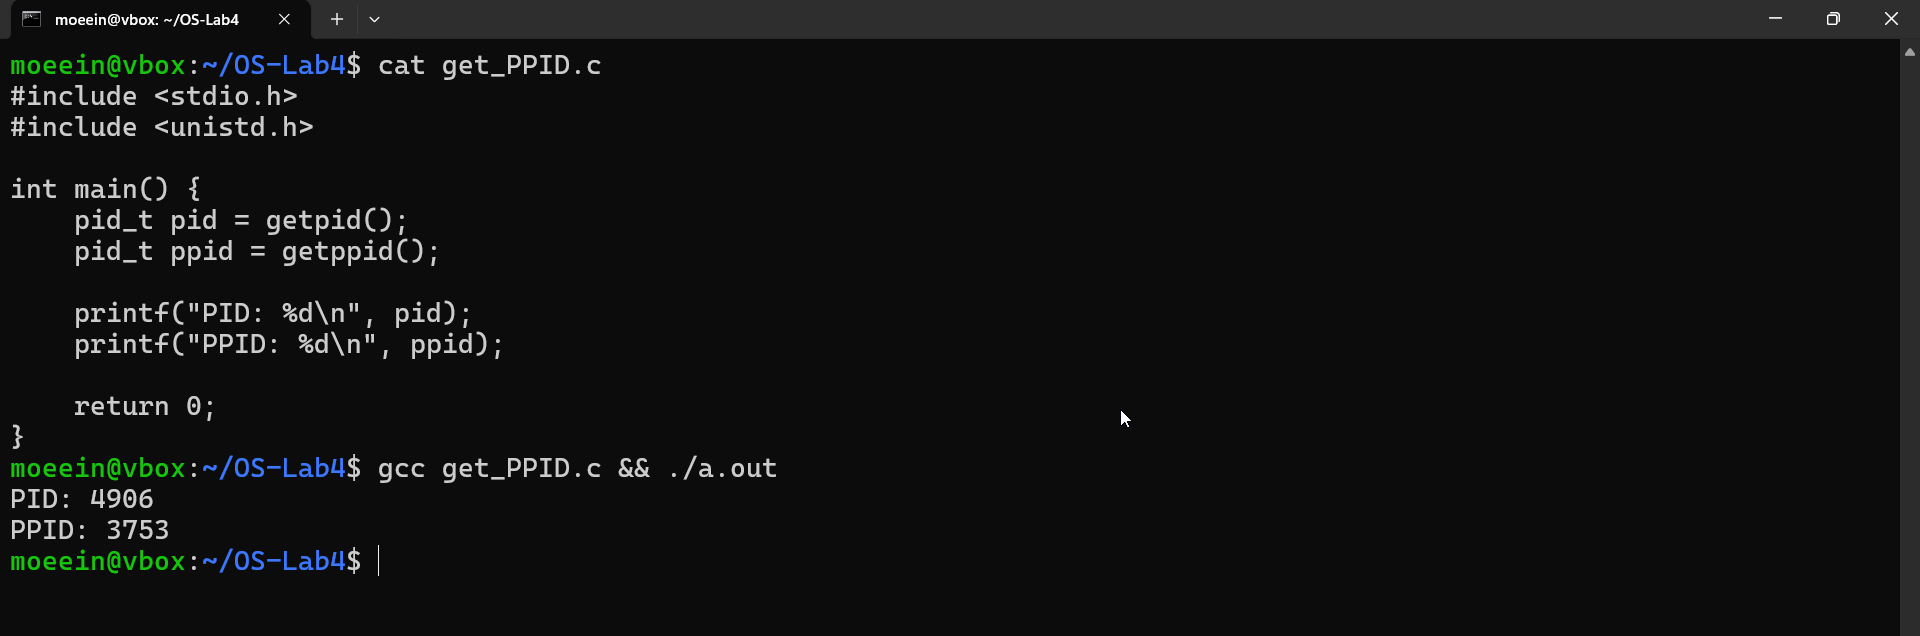 moeein@vbox: ~/OS-Lab4
moeein@vbox:~/OS-Lab4$ cat get_PPID.c
#include <stdio.h>
#include <unistd.h>

int main() {
    pid_t pid = getpid();
    pid_t ppid = getppid();

    printf("PID: %d\n", pid);
    printf("PPID: %d\n", ppid);

    return 0;
}
moeein@vbox:~/OS-Lab4$ gcc get_PPID.c && ./a.out
PID: 4906
PPID: 3753
moeein@vbox:~/OS-Lab4$